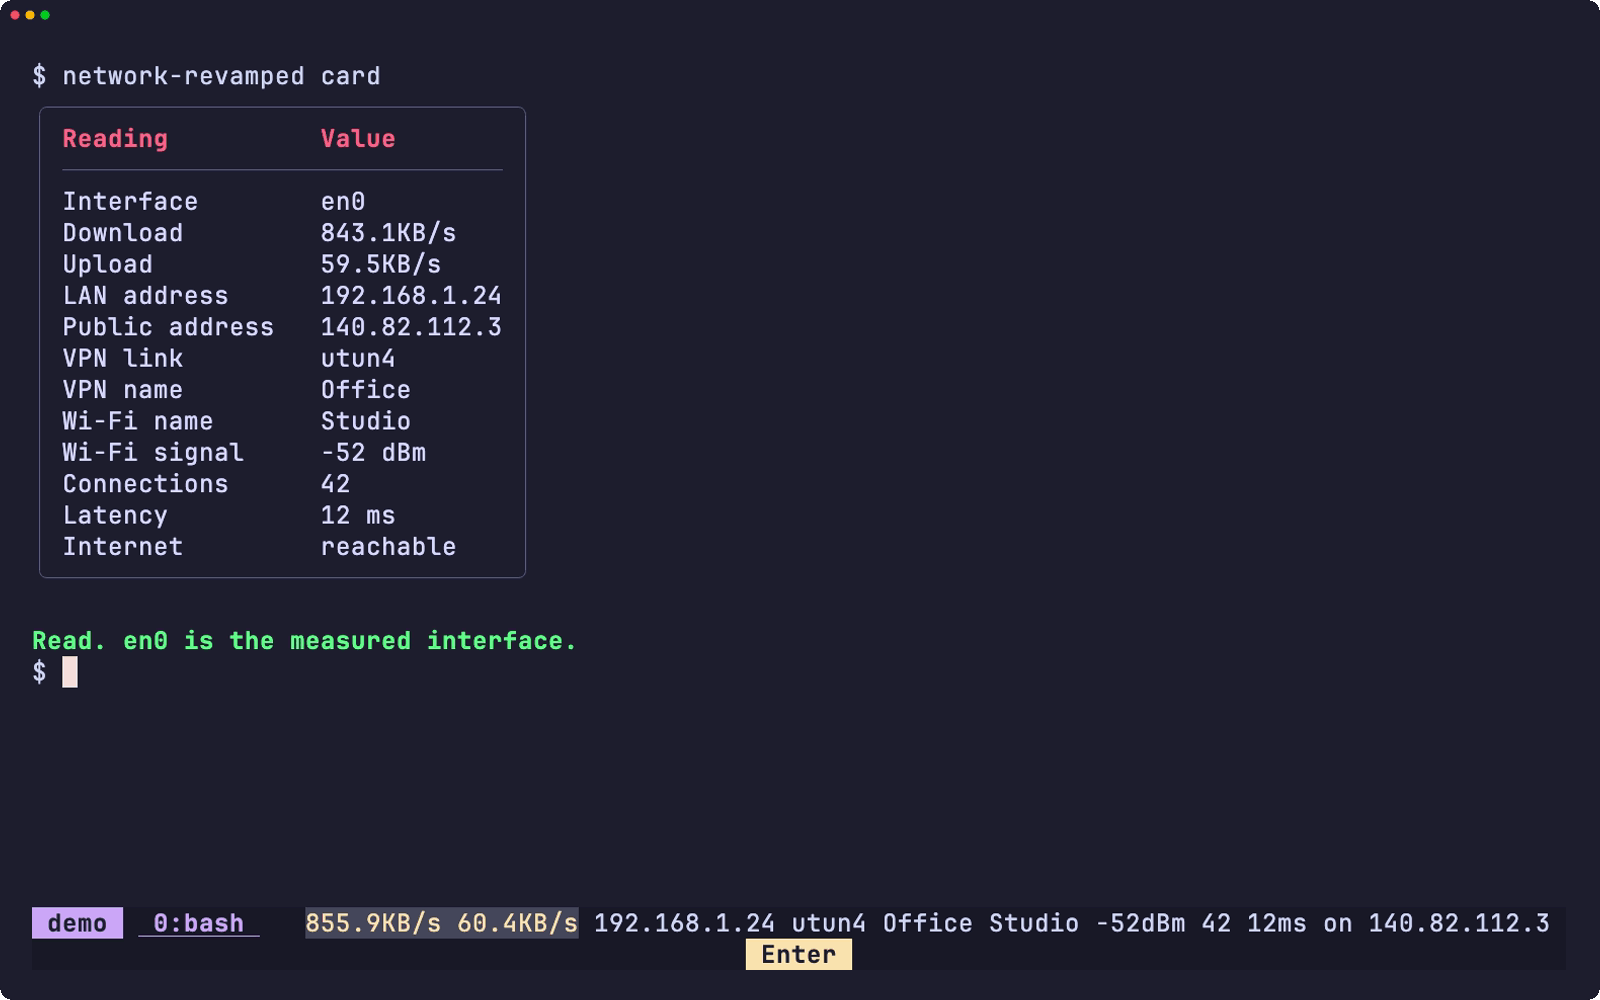 $ network-revamped card
Reading Value
Interface en0
Download 843.1KB/s
Upload 59.5KB/s
LAN address 192.168.1.24
Public address 140.82.112.3
VPN link utun4
VPN name Office
Wi-Fi name Studio
Wi-Fi signal -52 dBm
Connections 42
Latency 12 ms
Internet reachable
Read. en0 is the measured interface.
$
demo 0:bash 855.9KB/s 60.4KB/s 192.168.1.24 utun4 Office Studio -52dBm 42 12ms on 140.82.112.3
Enter